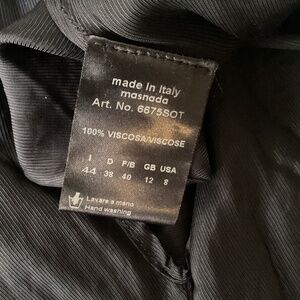 made in Italy
masnada
Art. No. 6875SOT
100% VISCOSA/VISCOSE
I D F/B GB USA
44 38 40 12 8
Lavare a mano
Hand washing